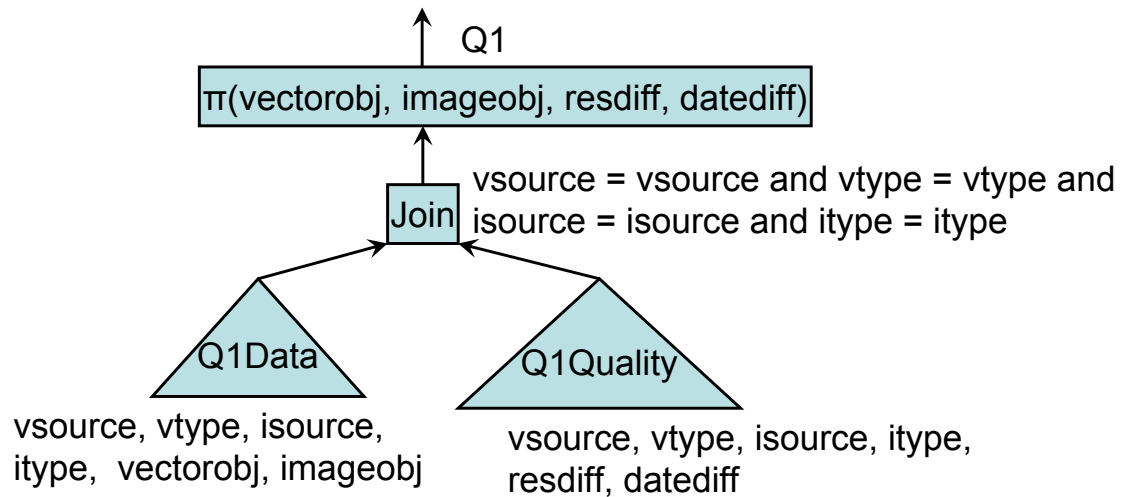 Q1
π(vectorobj, imageobj, resdiff, datediff)
vsource = vsource and vtype = vtype and
isource = isource and itype = itype
Join
Q1Data
Q1Quality
vsource, vtype, isource,
itype, vectorobj, imageobj
vsource, vtype, isource, itype,
resdiff, datediff